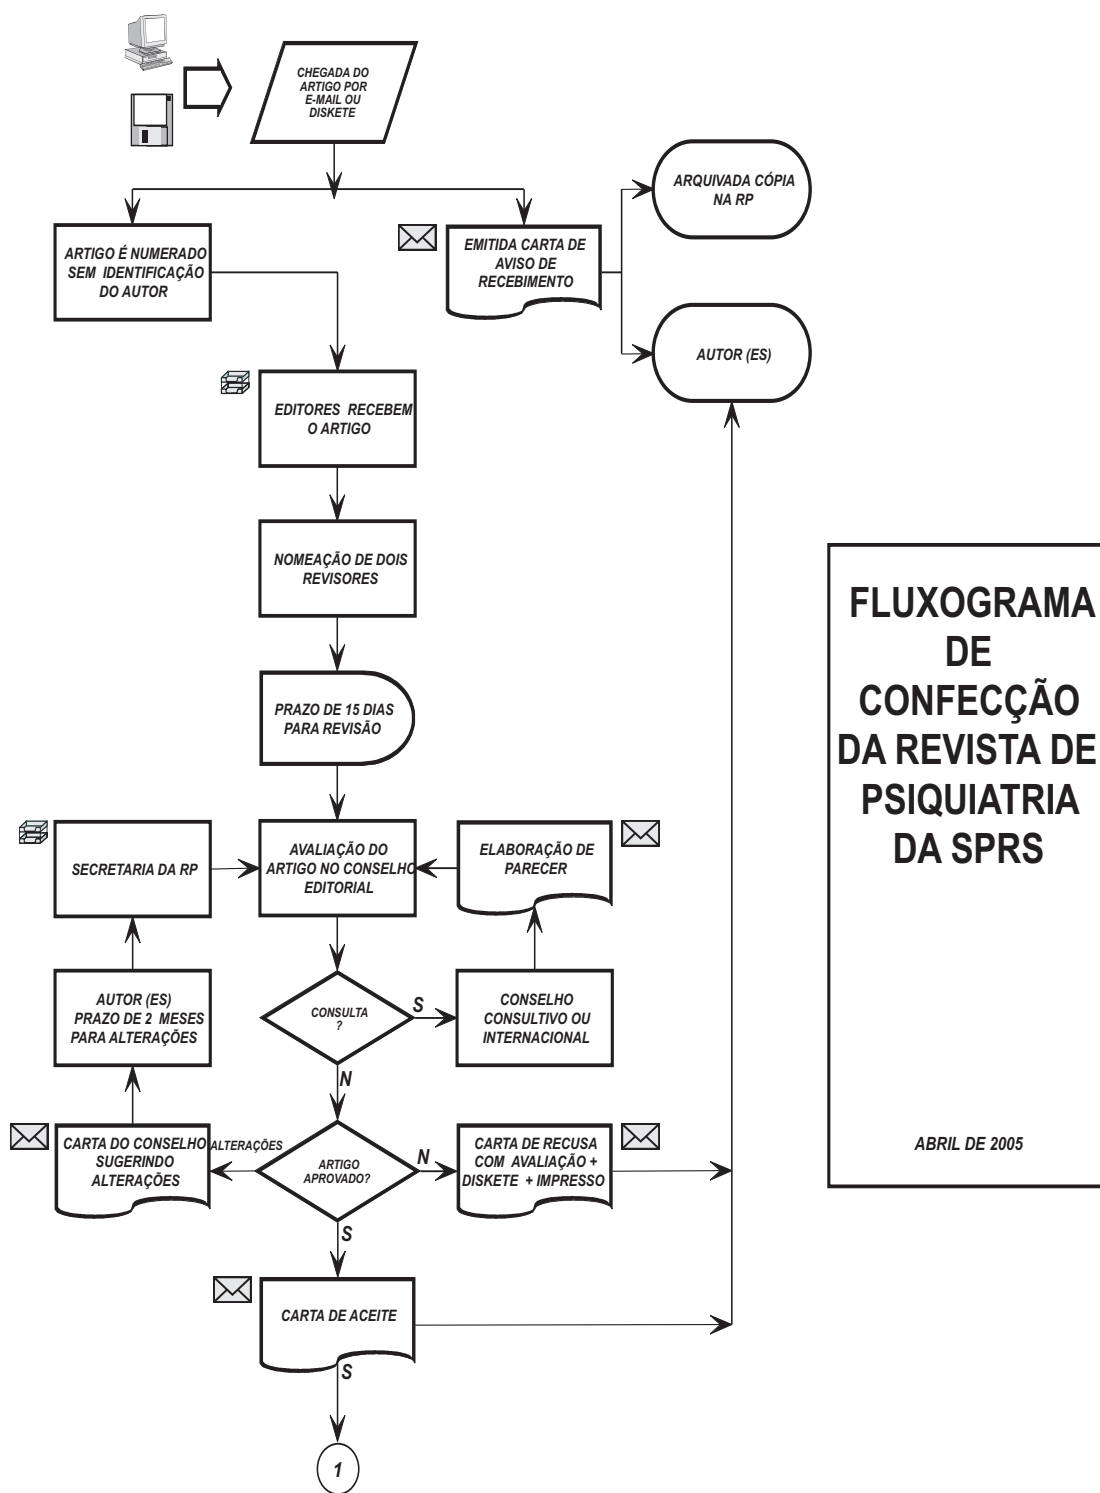 CHEGADA DO
ARTIGO POR
E-MAIL OU
DISKETE
ARQUIVADA CÓPIA
NA RP
ARTIGO É NUMERADO
SEM IDENTIFICAÇÃO
DO AUTOR
EMITIDA CARTA DE
AVISO DE
RECEBIMENTO
AUTOR (ES)
EDITORES RECEBEM
O ARTIGO
NOMEAÇÃO DE DOIS
REVISORES
PRAZO DE 15 DIAS
PARA REVISÃO
SECRETARIA DA RP
AVALIAÇÃO DO
ARTIGO NO CONSELHO
EDITORIAL
ELABORAÇÃO DE
PARECER
AUTOR (ES)
PRAZO DE 2 MESES
PARA ALTERAÇÕES
CONSULTA
?
S
CONSELHO
CONSULTIVO OU
INTERNACIONAL
N
CARTA DO CONSELHO
SUGERINDO
ALTERAÇÕES
ALTERAÇÕES
ARTIGO
APROVADO?
N
CARTA DE RECUSA
COM AVALIAÇÃO +
DISKETE + IMPRESSO
S
CARTA DE ACEITE
S
1
FLUXOGRAMA
DE
CONFECÇÃO
DA REVISTA DE
PSIQUIATRIA
DA SPRS
ABRIL DE 2005